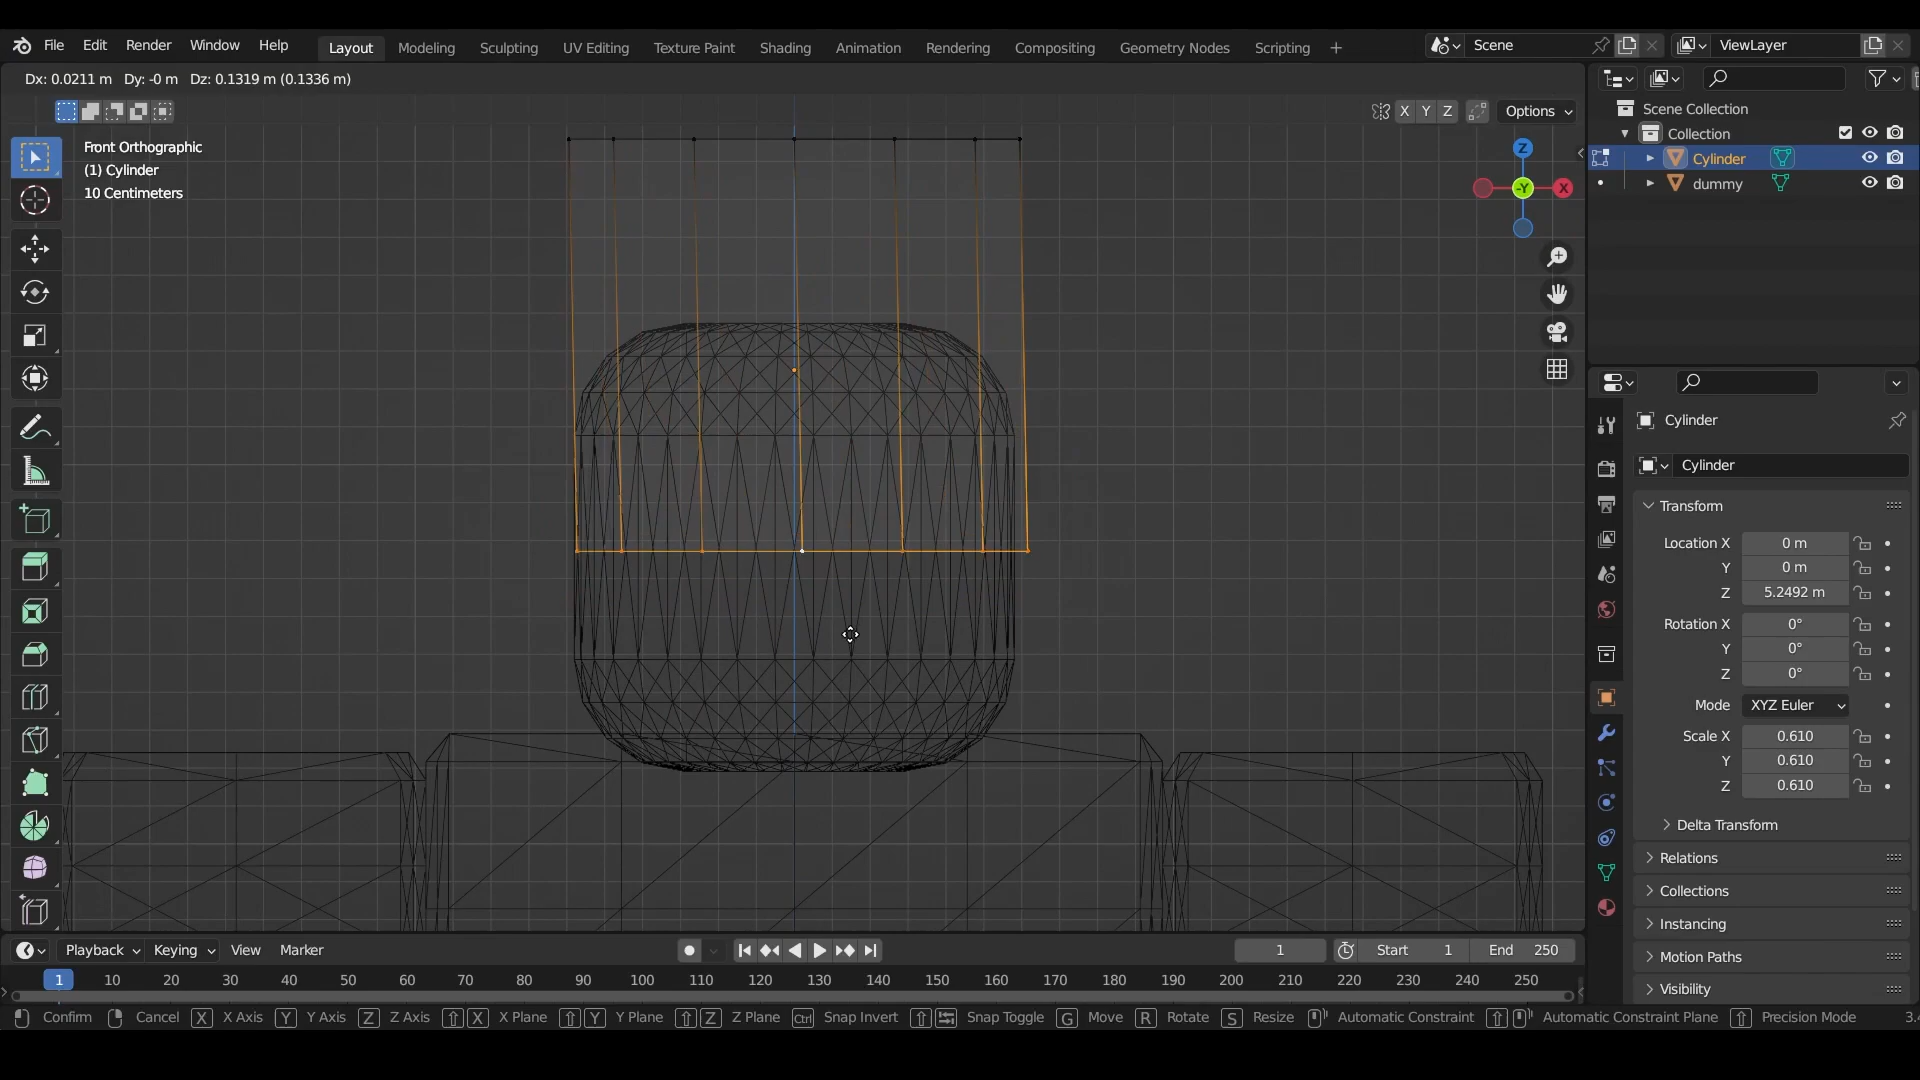 File Edit Render Window Help Layout Modeling Sculpting UV Editing Texture Paint Shading Animation Rendering Compositing Geometry Nodes Scripting + Scene ViewLayer
Dx: 0.0211 m Dy: -0 m Dz: 0.1319 m (0.1336 m)
X Y Z Options
Front Orthographic
(1) Cylinder
10 Centimeters
Z
-Y X
Scene Collection
Collection
Cylinder
dummy
Cylinder
Cylinder
Transform
Location X 0 m
Y 0 m
Z 5.2492 m
Rotation X 0°
Y 0°
Z 0°
Mode XYZ Euler
Scale X 0.610
Y 0.610
Z 0.610
Delta Transform
Relations
Collections
Instancing
Motion Paths
Visibility
Playback Keying View Marker 1 Start 1 End 250
1 10 20 30 40 50 60 70 80 90 100 110 120 130 140 150 160 170 180 190 200 210 220 230 240 250
Confirm Cancel X X Axis Y Y Axis Z Z Axis X X Plane Y Y Plane Z Z Plane Ctrl Snap Invert Snap Toggle G Move R Rotate S Resize Automatic Constraint Automatic Constraint Plane Precision Mode